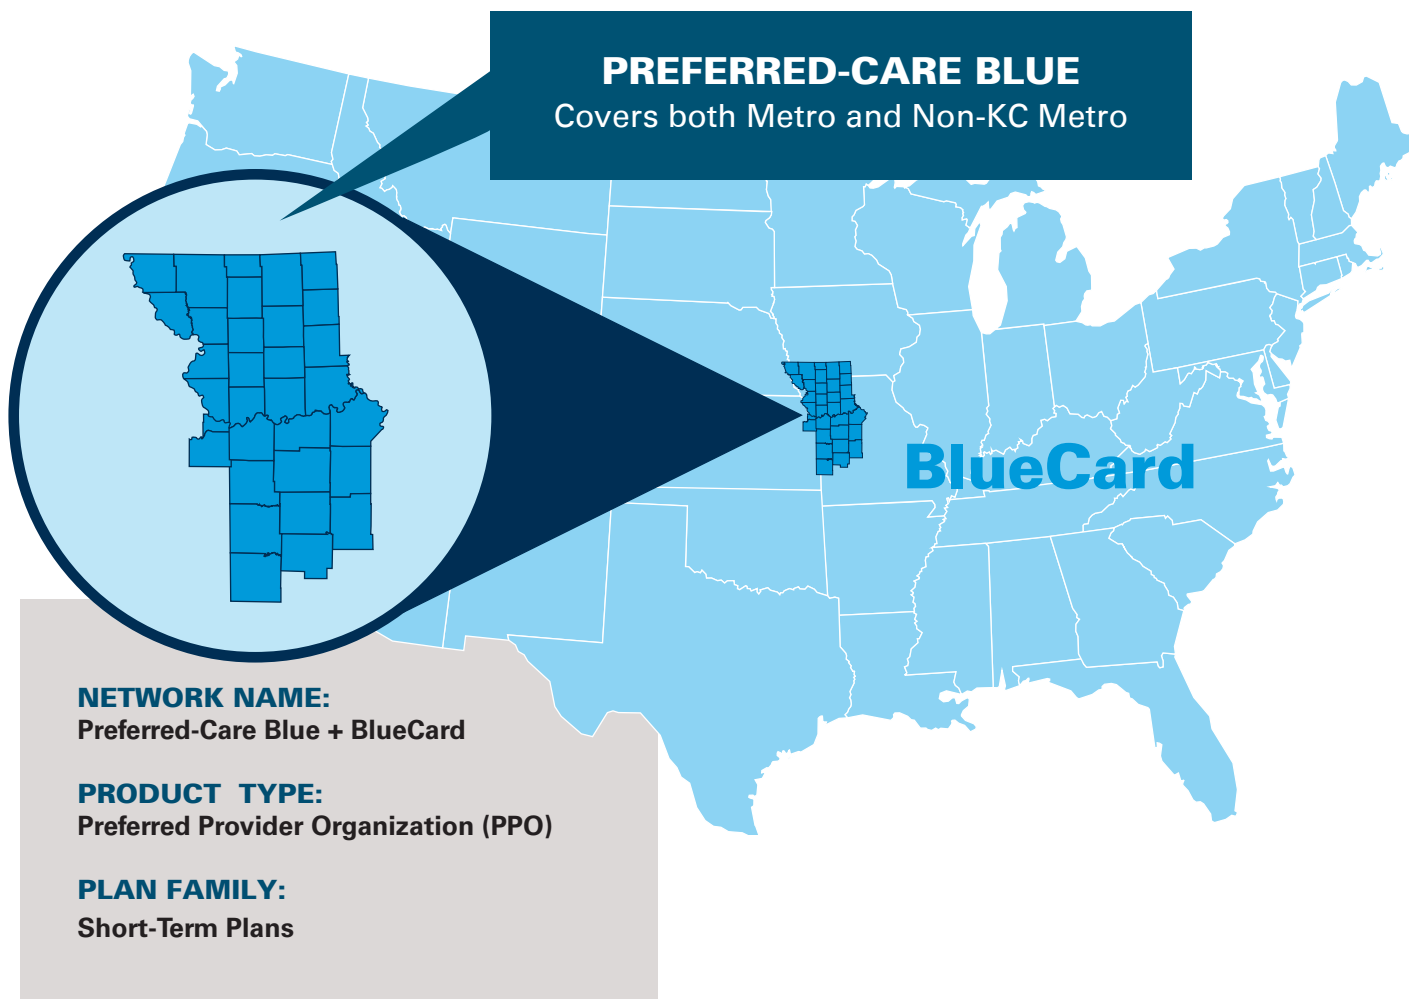 PREFERRED-CARE BLUE
Covers both Metro and Non-KC Metro
BlueCard
NETWORK NAME:
Preferred-Care Blue + BlueCard
PRODUCT TYPE:
Preferred Provider Organization (PPO)
PLAN FAMILY:
Short-Term Plans